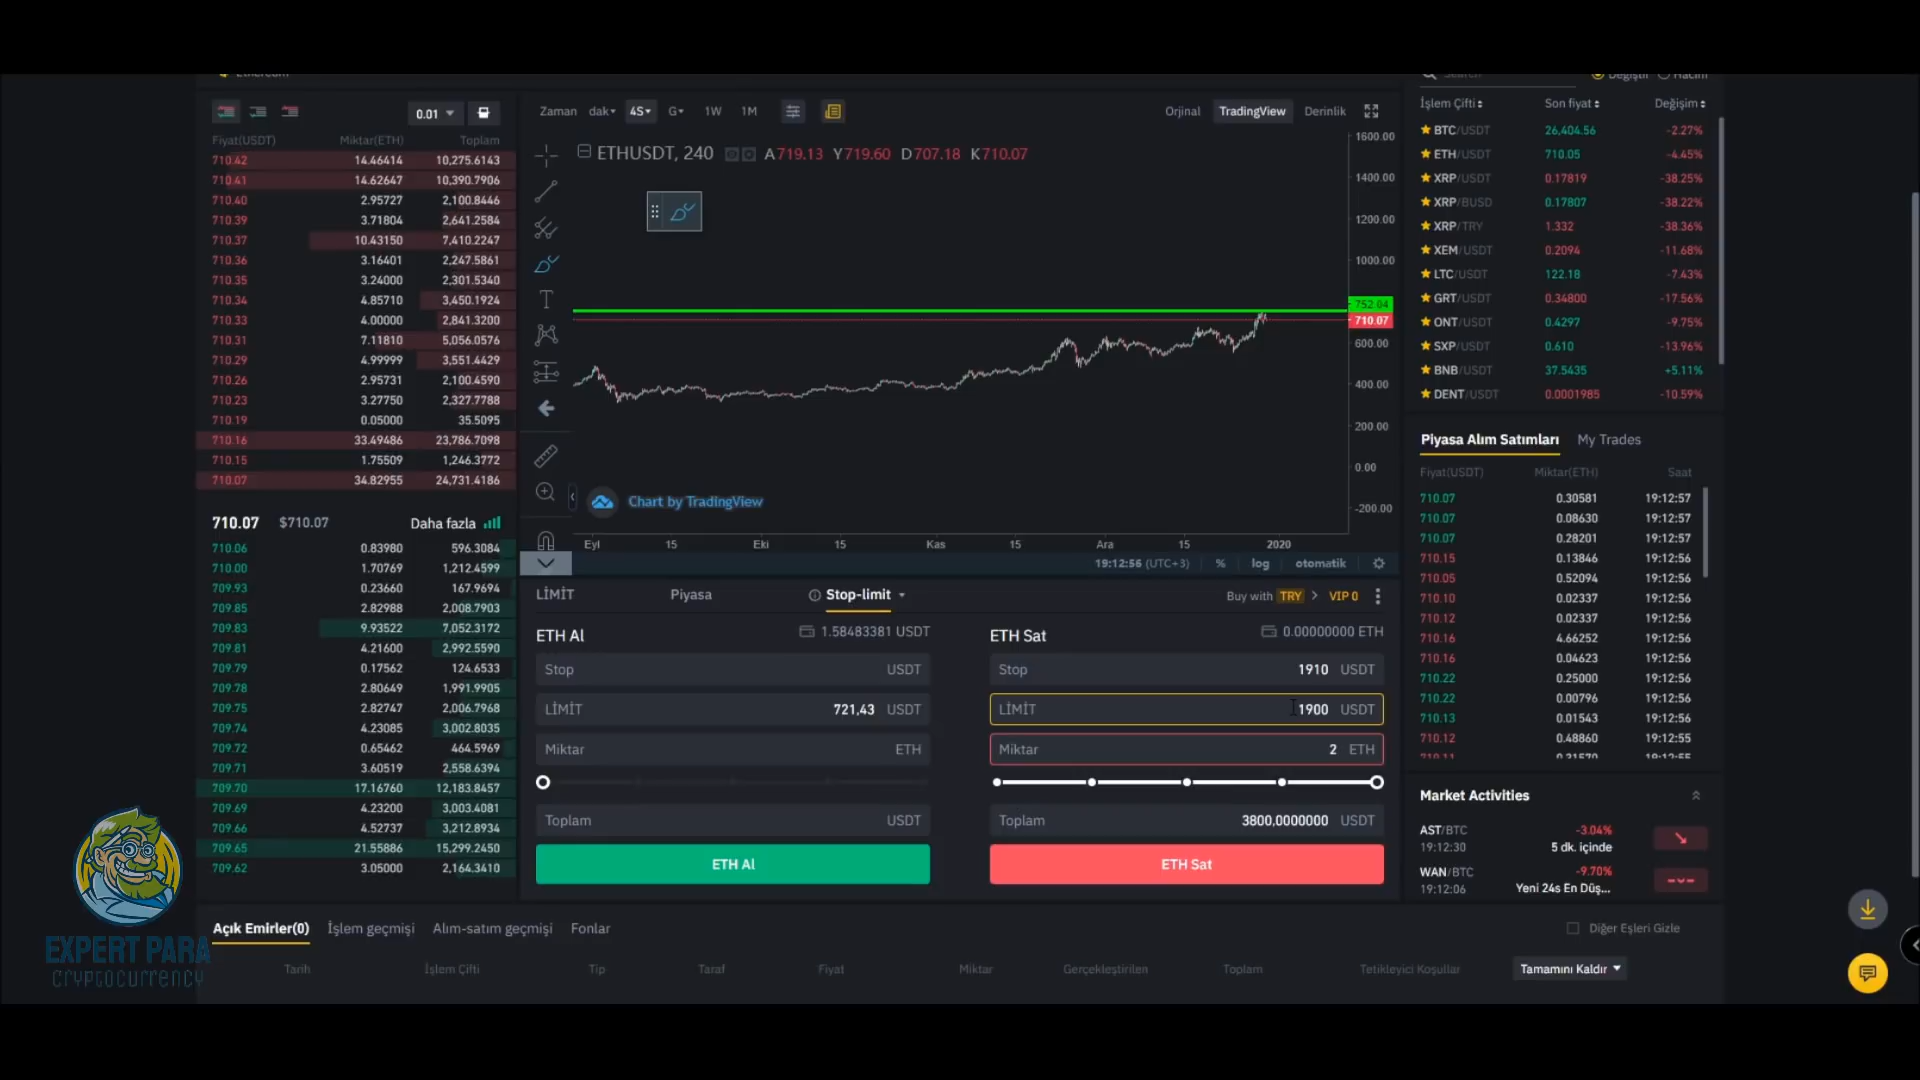 0.01
Fiyat(USDT) Miktar(ETH) Toplam
710.42 14.46414 10,275.6143
710.41 14.62647 10,390.7906
710.40 2.95727 2,100.8446
710.39 3.71804 2,641.2584
710.37 10.43150 7,410.2247
710.36 3.16401 2,247.5861
710.35 3.24000 2,301.5340
710.34 4.85710 3,450.1924
710.33 4.00000 2,841.3200
710.31 7.11810 5,056.0576
710.29 4.99999 3,551.4429
710.26 2.95731 2,100.4590
710.23 3.27750 2,327.7788
710.19 0.05000 35.5095
710.16 33.49486 23,786.7098
710.15 1.75509 1,246.3772
710.07 34.82955 24,731.4186
710.07 $710.07 Daha fazla
710.06 0.83980 596.3084
710.00 1.70769 1,212.4599
709.93 0.23660 167.9694
709.85 2.82988 2,008.7903
709.83 9.93522 7,052.3172
709.81 4.21600 2,992.5590
709.79 0.17562 124.6533
709.78 2.80649 1,991.9905
709.75 2.82747 2,006.7968
709.74 4.23085 3,002.8035
709.72 0.65462 464.5969
709.71 3.60519 2,558.6394
709.70 17.16760 12,183.8457
709.69 4.23200 3,003.4081
709.66 4.52737 3,212.8934
709.65 21.55886 15,299.2450
709.62 3.05000 2,164.3410
Zaman dak 4S G 1W 1M Orjinal TradingView Derinlik
ETHUSDT, 240 A719.13 Y719.60 D707.18 K710.07
1600.00
1400.00
1200.00
1000.00
752.04
710.07
600.00
400.00
200.00
0.00
-200.00
Chart by TradingView
Eyl 15 Eki 15 Kas 15 Ara 15 2020
19:12:56 (UTC+3) % log otomatik
LİMİT Piyasa Stop-limit Buy with TRY > VIP 0
ETH Al 1.58483381 USDT
Stop USDT
LİMİT 721,43 USDT
Miktar ETH
Toplam USDT
ETH Al
ETH Sat 0.00000000 ETH
Stop 1910 USDT
LİMİT 1900 USDT
Miktar 2 ETH
Toplam 3800,0000000 USDT
ETH Sat
İşlem Çifti Son fiyat Değişim
BTC/USDT 26,404.56 -2.27%
ETH/USDT 710.05 -4.45%
XRP/USDT 0.17819 -38.25%
XRP/BUSD 0.17807 -38.22%
XRP/TRY 1.332 -38.36%
XEM/USDT 0.2094 -11.68%
LTC/USDT 122.18 -7.43%
GRT/USDT 0.34800 -17.56%
ONT/USDT 0.4297 -9.75%
SXP/USDT 0.610 -13.96%
BNB/USDT 37.5435 +5.11%
DENT/USDT 0.0001985 -10.59%
Piyasa Alım Satımları My Trades
Fiyat(USDT) Miktar(ETH) Saat
710.07 0.30581 19:12:57
710.07 0.08630 19:12:57
710.07 0.28201 19:12:57
710.15 0.13846 19:12:56
710.05 0.52094 19:12:56
710.10 0.02337 19:12:56
710.12 0.02337 19:12:56
710.16 4.66252 19:12:56
710.16 0.04623 19:12:56
710.22 0.25000 19:12:56
710.22 0.00796 19:12:56
710.13 0.01543 19:12:56
710.12 0.48860 19:12:55
Market Activities
AST/BTC -3.04%
19:12:30 5 dk. içinde
WAN/BTC -9.70%
19:12:06 Yeni 24s En Düş...
Açık Emirler(0) İşlem geçmişi Alım-satım geçmişi Fonlar Diğer Eşleri Gizle
Tarih İşlem Çifti Tip Taraf Fiyat Miktar Gerçekleştirilen Toplam Tetikleyici Koşullar Tamamını Kaldır
EXPERT PARA
CRYPTOCURRENCY